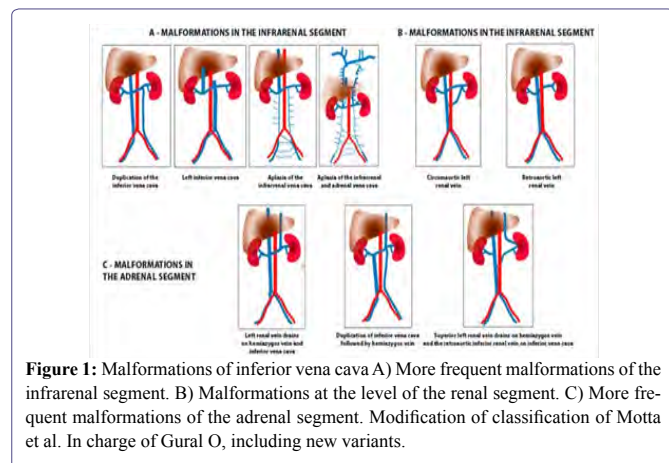 A - MALFORMATIONS IN THE INFRARENAL SEGMENT
B - MALFORMATIONS IN THE INFRARENAL SEGMENT
Duplication of the
inferior vena cava
Left inferior vena cava
Aplasia of the
infrarenal vena cava
Aplasia of the infrarenal
and adrenal vena cava
Circumaortic left
renal vein
Retroaortic left
renal vein
C - MALFORMATIONS IN
THE ADRENAL SEGMENT
Left renal vein drains
on hemiazygos vein and
inferior vena cava
Duplication of inferior vena cava
followed by hemiazygos vein
Superior left renal vein drains on hemiazygos vein
and the retroaortic inferior renal vein, on inferior vena cava
Figure 1: Malformations of inferior vena cava A) More frequent malformations of the
infrarenal segment. B) Malformations at the level of the renal segment. C) More fre-
quent malformations of the adrenal segment. Modification of classification of Motta
et al. In charge of Gural O, including new variants.